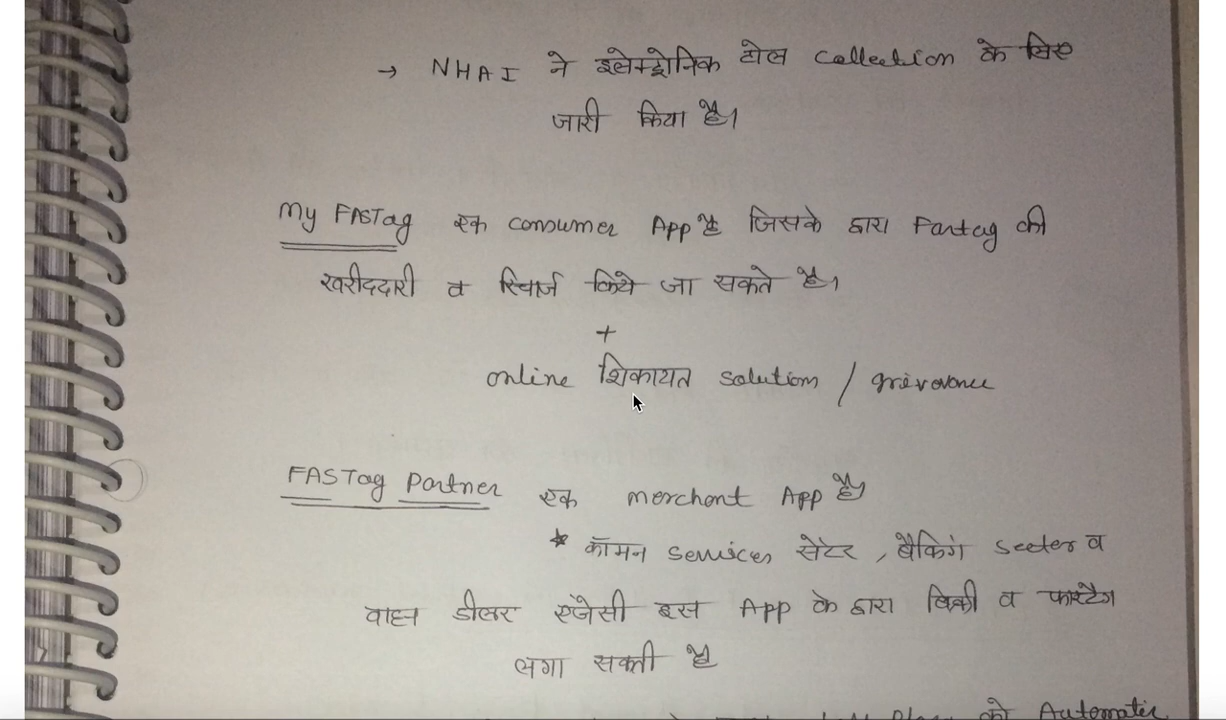 → NHAI ने इलेक्ट्रोनिक टोल Collection के लिए
जारी किया है।
My FASTag एक consumer App है जिसके द्वारा Fastag की
खरीददारी व रिचार्ज किये जा सकते है।
+
online शिकायत solution / grievance
FASTag Partner एक merchant App है।
* कॉमन services सेंटर, बैंकिंग sector व
वाहन डीलर एजेंसी इस App के द्वारा बिक्री व फास्टैग
लगा सकती है
को Automatic